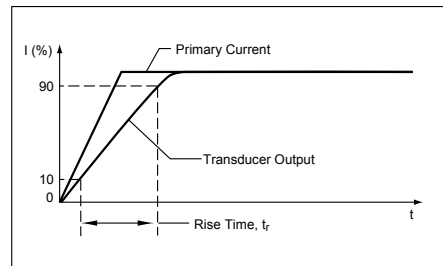 I (%)
Primary Current
90
Transducer Output
10
0
t
Rise Time, tr